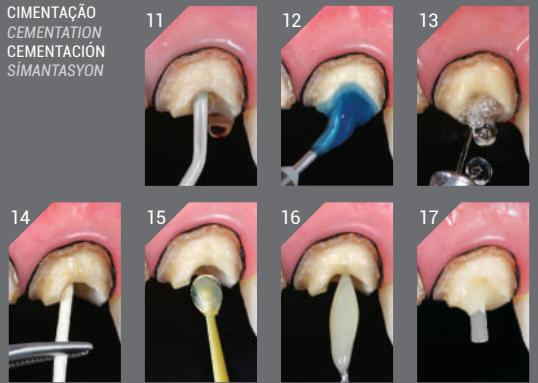 CIMENTAÇÃO
CEMENTATION
CEMENTACIÓN
SİMANTASYON
11
12
13
14
15
16
17